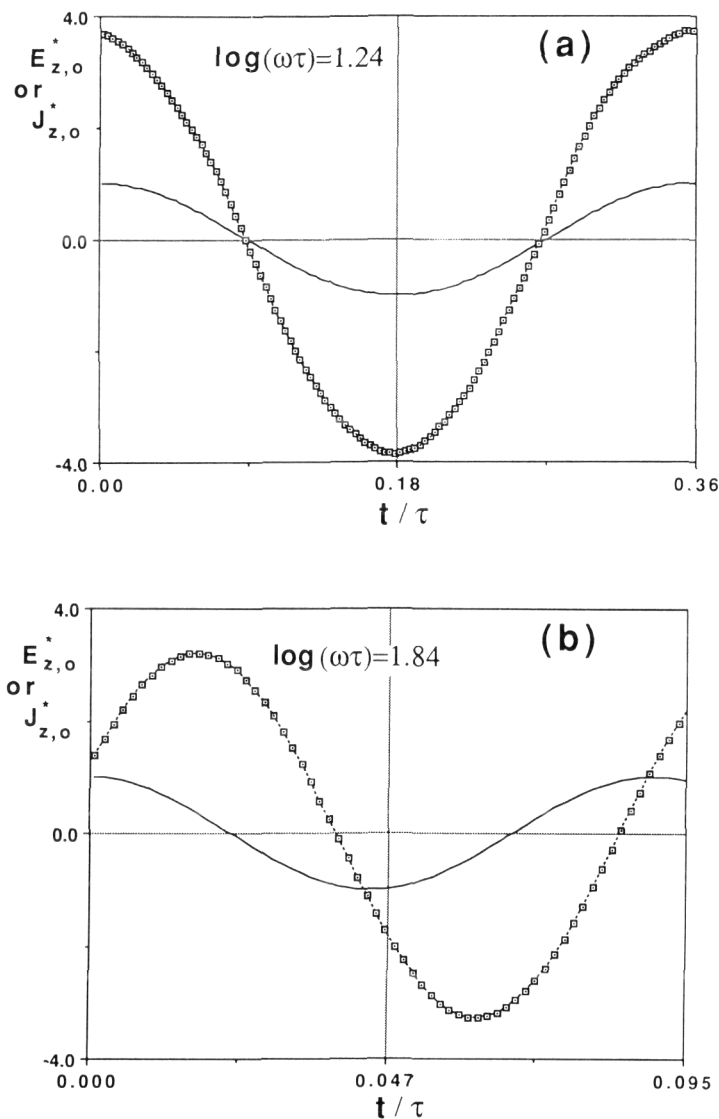 4.0
E*z,o
or
J*z,o
log(ωτ)=1.24
(a)
0.0
-4.0
0.00
0.18
0.36
t / τ
4.0
E*z,o
or
J*z,o
log(ωτ)=1.84
(b)
0.0
-4.0
0.000
0.047
0.095
t / τ